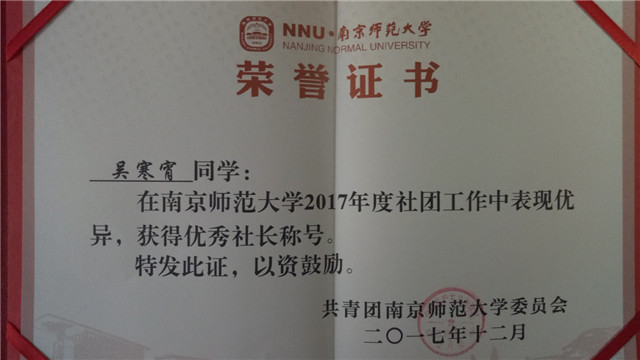 NNU·南京师范大学
NANJING NORMAL UNIVERSITY
荣誉证书
吴寒宵 同学：
在南京师范大学2017年度社团工作中表现优
异，获得优秀社长称号。
特发此证，以资鼓励。
共青团南京师范大学委员会
二〇一七年十二月